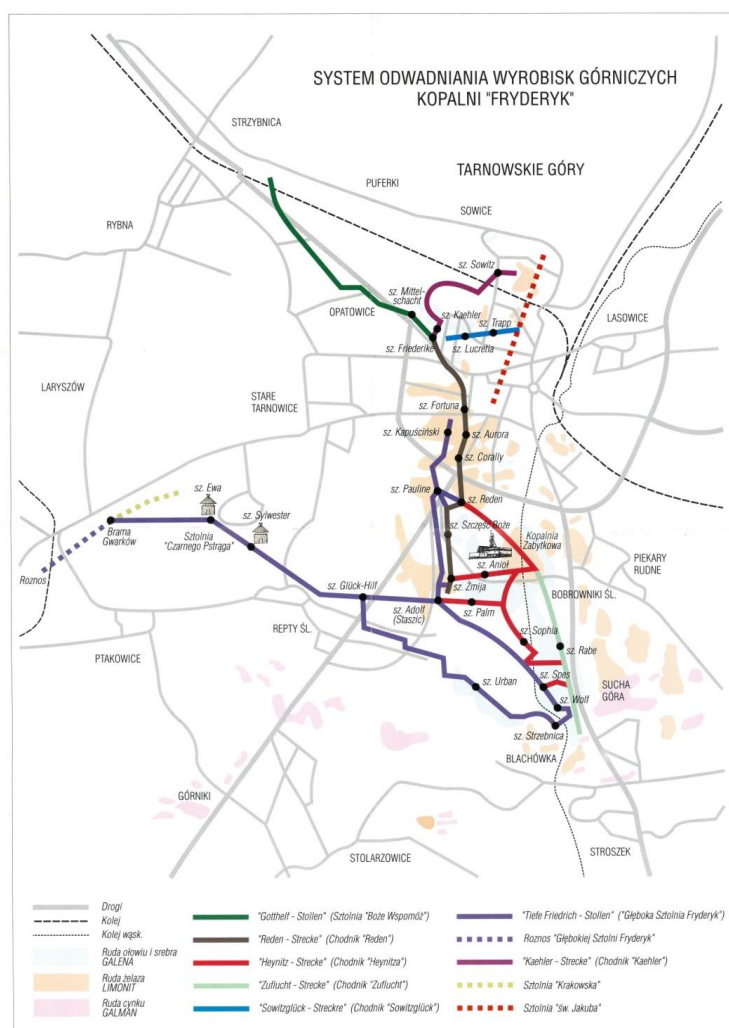 SYSTEM ODWADNIANIA WYROBISK GÓRNICZYCH
KOPALNI "FRYDERYK"
STRZYBNICA
TARNOWSKIE GÓRY
PUFERKI
SOWICE
RYBNA
sz. Sowitz
sz. Mittel-
schacht
OPATOWICE
sz. Kaehler
sz. Trapp
LASOWICE
sz. Friederike
sz. Lucretia
LARYSZÓW
STARE
TARNOWICE
sz. Fortuna
sz. Kapuściński
sz. Aurora
sz. Corally
sz. Ewa
sz. Pauline
sz. Reden
sz. Sylwester
sz. Szczęść Boże
Brama
Gwarków
Sztolnia
"Czarnego Pstrąga"
Kopalnia
Zabytkowa
PIEKARY
RUDNE
Roznos
sz. Anioł
sz. Żmija
BOBROWNIKI ŚL.
sz. Glück-Hilf
sz. Adolf
(Staszic)
sz. Palm
REPTY ŚL.
sz. Sophia
sz. Rabe
PTAKOWICE
sz. Spes
sz. Urban
SUCHA
GÓRA
sz. Wolf
sz. Strzebnica
BLACHÓWKA
GÓRNIKI
STROSZEK
STOLARZOWICE
Drogi
Kolej
Kolej wąsk.
Ruda ołowiu i srebra
GALENA
Ruda żelaza
LIMONIT
Ruda cynku
GALMAN
"Gotthelf - Stollen" (Sztolnia "Boże Wspomóż")
"Reden - Strecke" (Chodnik "Reden")
"Heynitz - Strecke" (Chodnik "Heynitza")
"Zuflucht - Strecke" (Chodnik "Zuflucht")
"Sowitzglück - Streckre" (Chodnik "Sowitzglück")
"Tiefe Friedrich - Stollen" ("Głęboka Sztolnia Fryderyk")
Roznos "Głębokiej Sztolni Fryderyk"
"Kaehler - Strecke" (Chodnik "Kaehler")
Sztolnia "Krakowska"
Sztolnia "św. Jakuba"